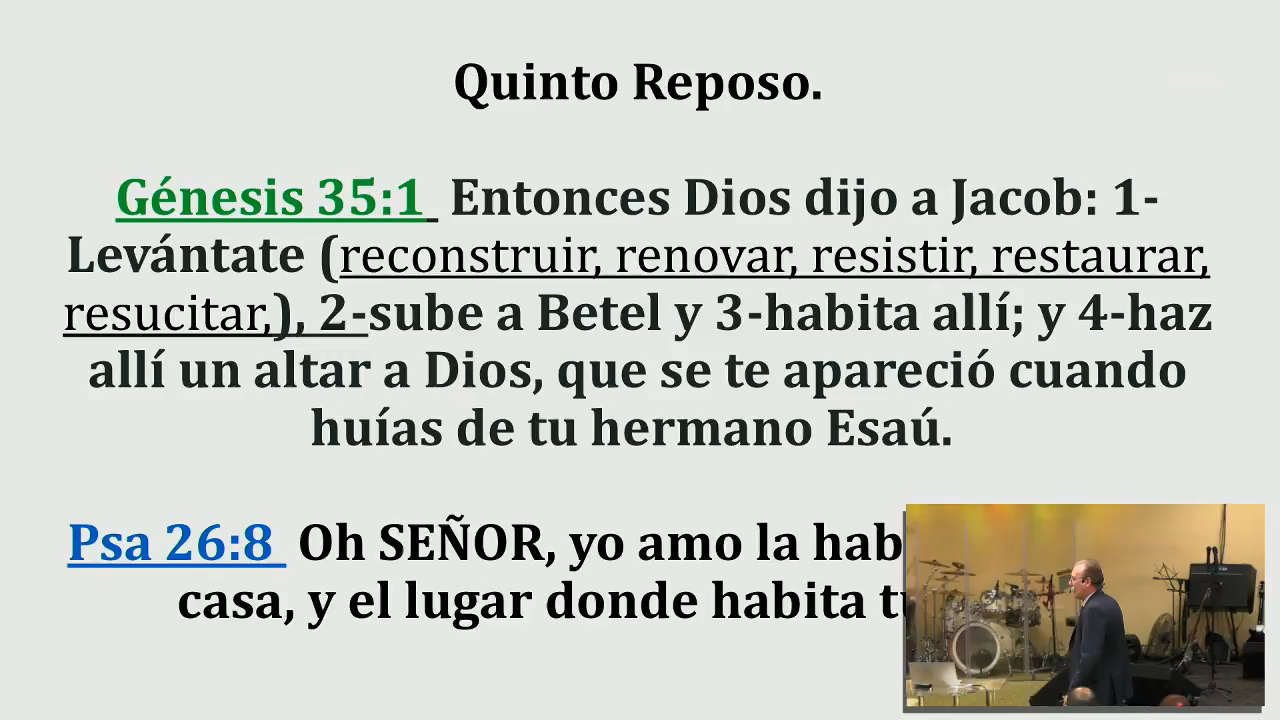 Quinto Reposo.
Génesis 35:1 Entonces Dios dijo a Jacob: 1-
Levántate (reconstruir, renovar, resistir, restaurar,
resucitar,), 2-sube a Betel y 3-habita allí; y 4-haz
allí un altar a Dios, que se te apareció cuando
huías de tu hermano Esaú.
Psa 26:8 Oh SEÑOR, yo amo la
casa, y el lugar donde habita